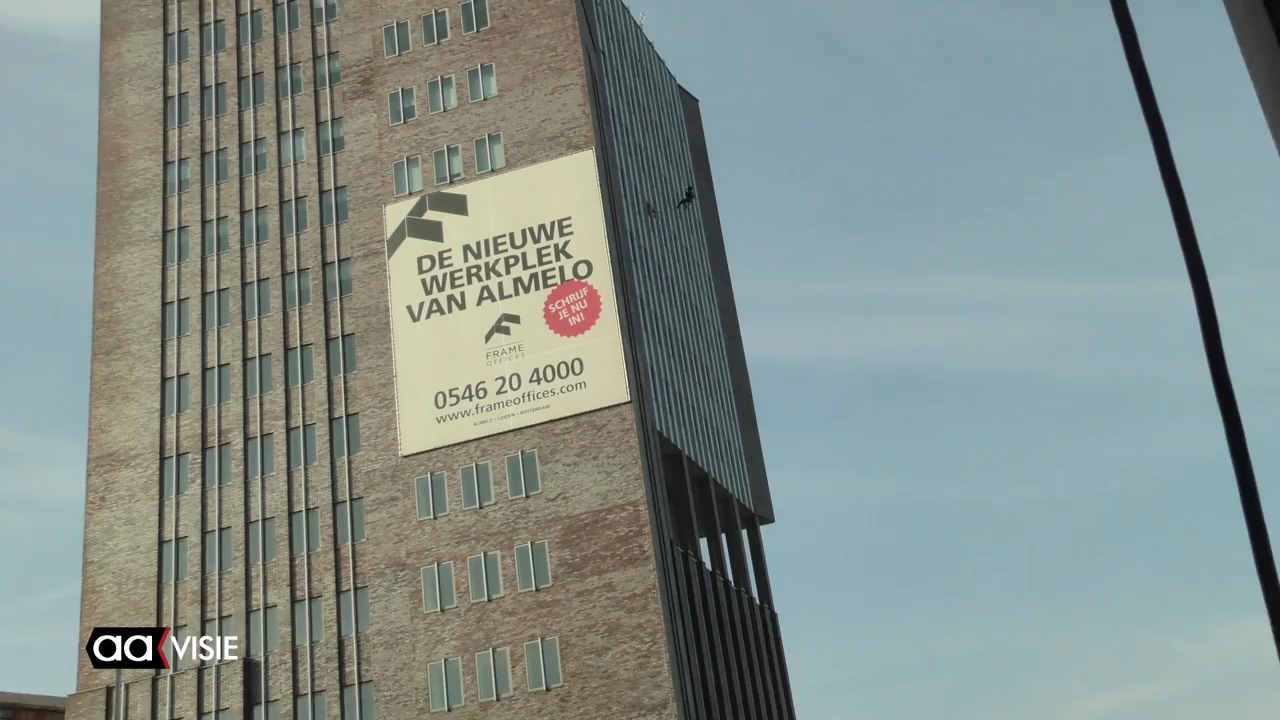 DE NIEUWE
WERKPLEK
VAN ALMELO
SCHRIJF
JE NU
IN!
FRAME
OFFICES
0546 20 4000
www.frameoffices.com
ALMELO • LEIDEN • ROTTERDAM
aa VISIE